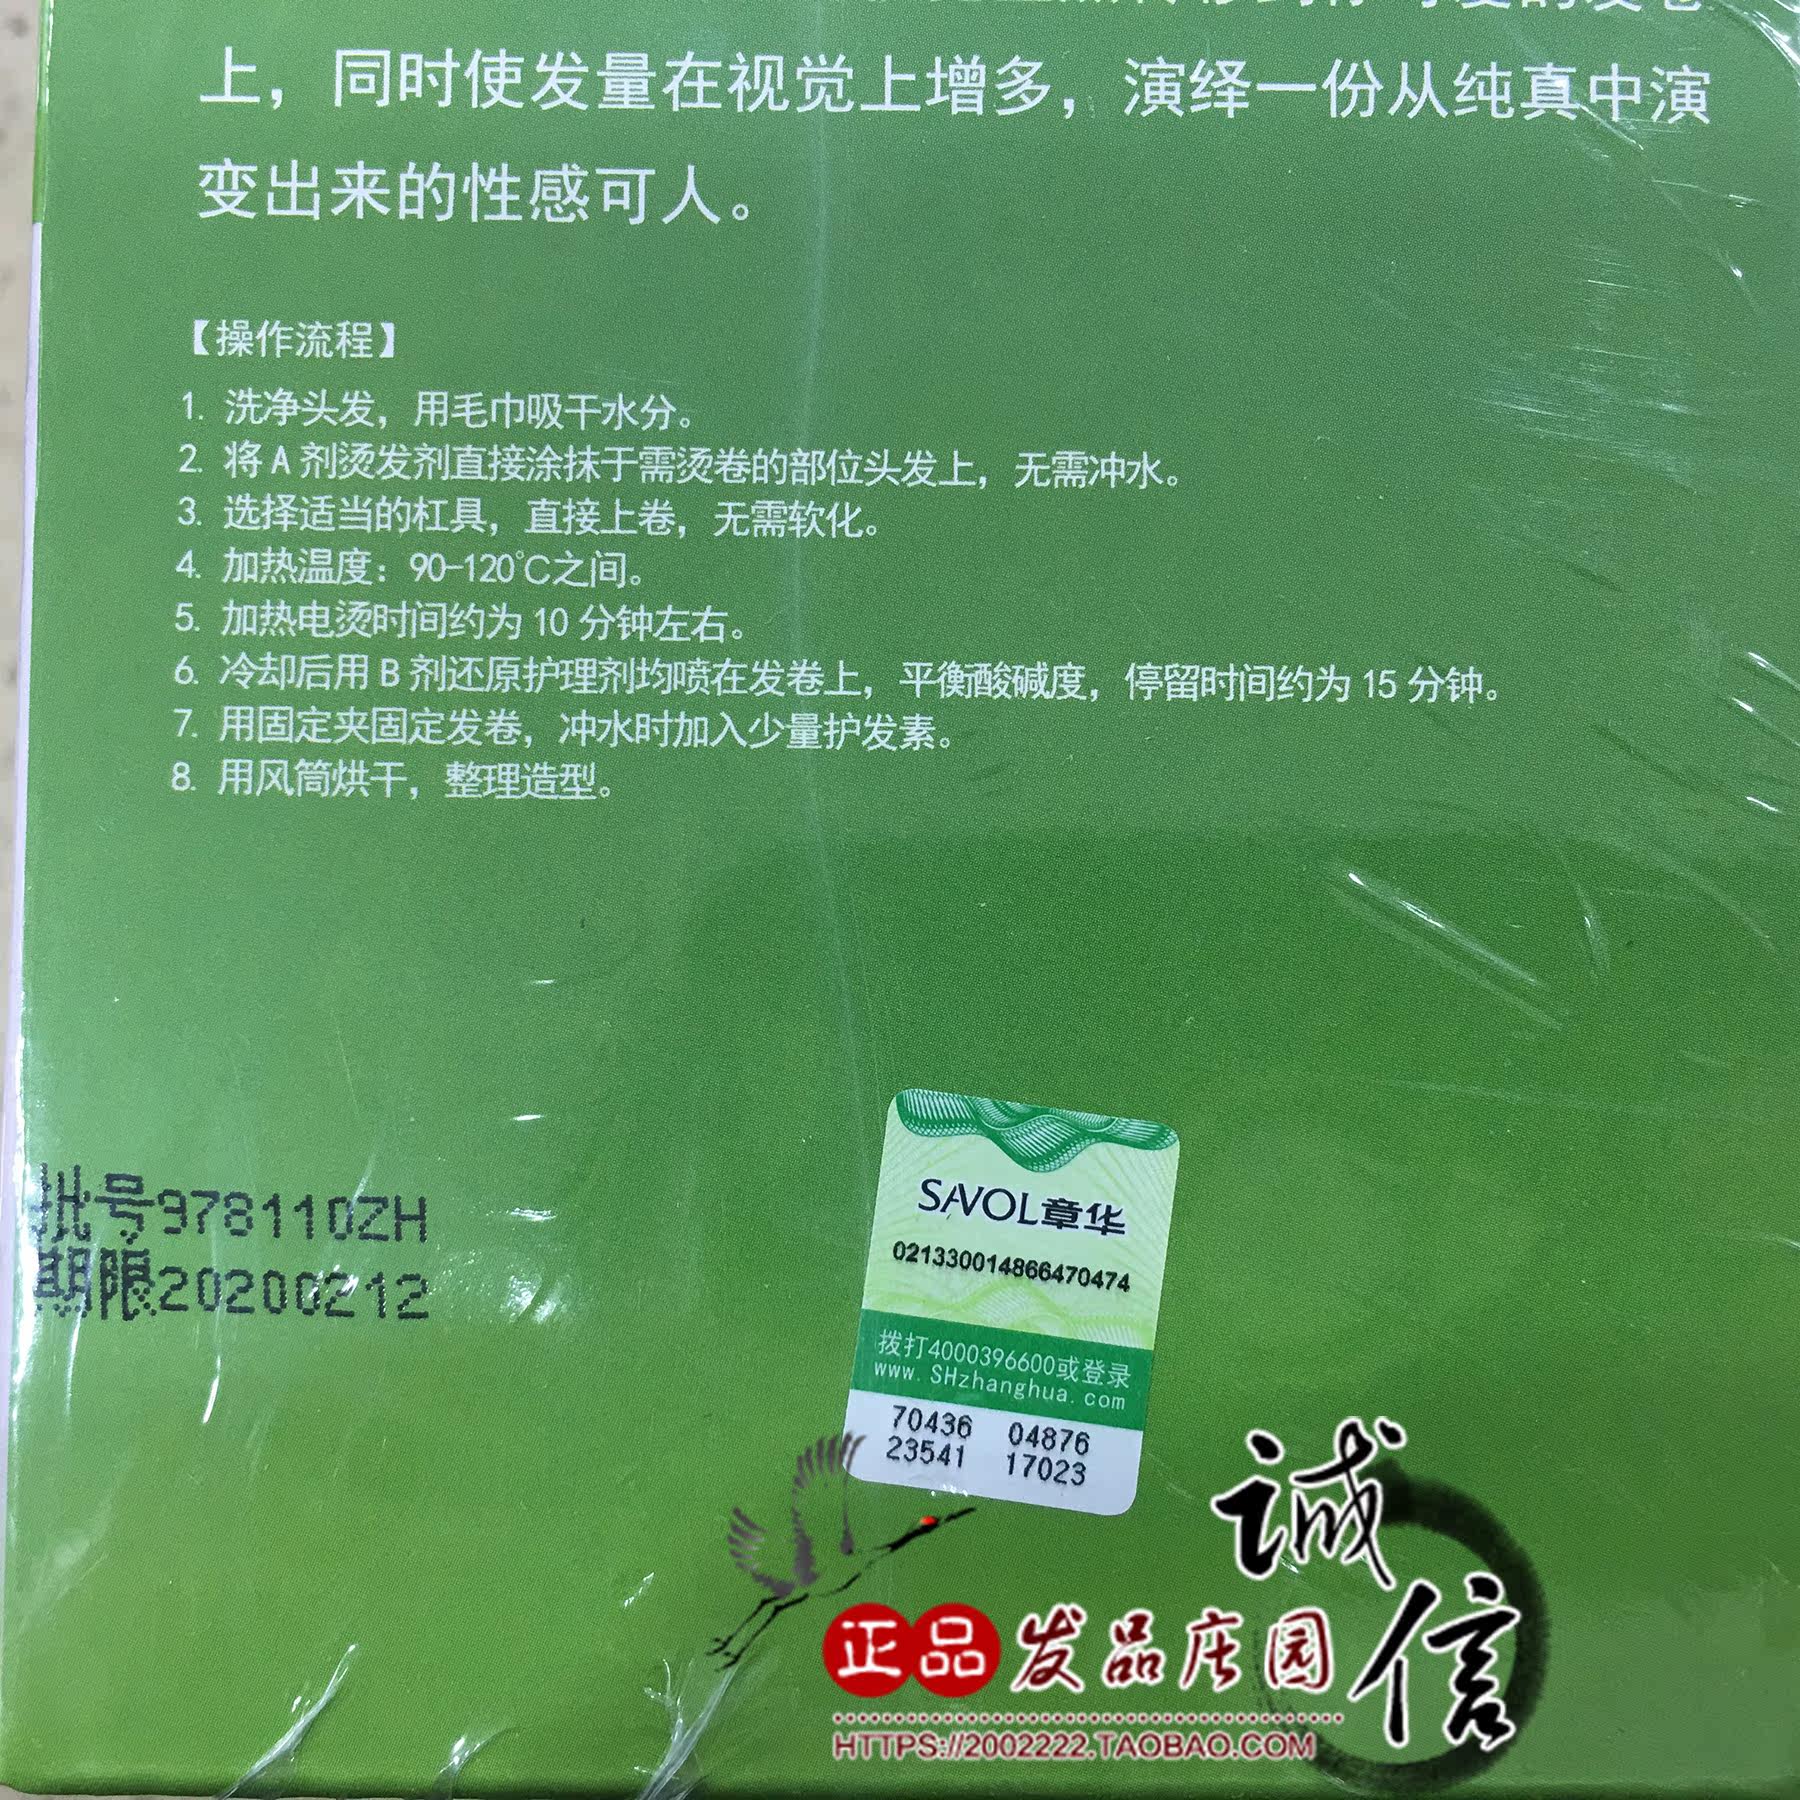 上，同时使发量在视觉上增多，演绎一份从纯真中演
变出来的性感可人。
【操作流程】
1. 洗净头发，用毛巾吸干水分。
2. 将A剂烫发剂直接涂抹于需烫卷的部位头发上，无需冲水。
3. 选择适当的杠具，直接上卷，无需软化。
4. 加热温度：90-120℃之间。
5. 加热电烫时间约为10分钟左右。
6. 冷却后用B剂还原护理剂均喷在发卷上，平衡酸碱度，停留时间约为15分钟。
7. 用固定夹固定发卷，冲水时加入少量护发素。
8. 用风筒烘干，整理造型。
批号978110ZH
期限20200212
SAVOL章华
021330014866470474
拨打4000396600或登录
www.SHzhanghua.com
70436 04876
23541 17023
诚信
正品 发品庄园
HTTPS://2002222.TAOBAO.COM